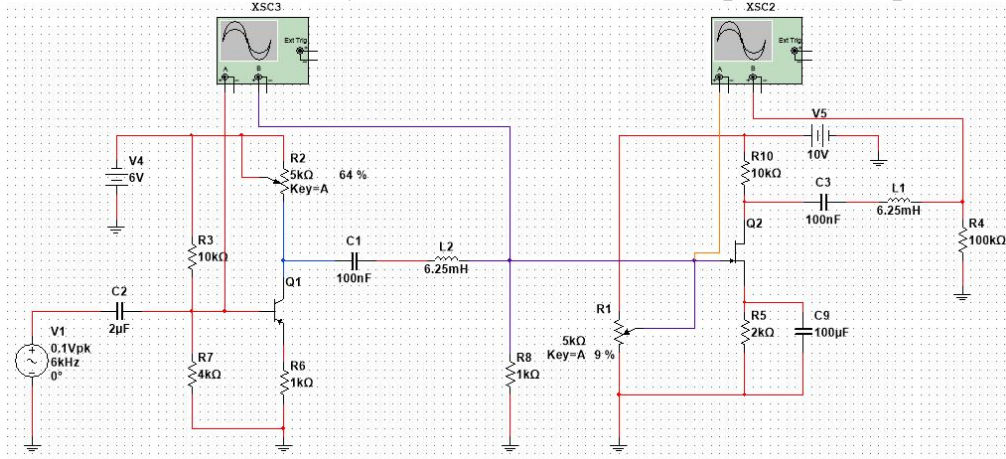 XSC3
Ext Trig
A
B
XSC2
Ext Trig
A
B
V4
6V
R2
5kΩ
64 %
Key=A
V5
10V
R10
10kΩ
C3
100nF
L1
6.25mH
R4
100kΩ
Q2
R3
10kΩ
C1
100nF
L2
6.25mH
Q1
C2
2µF
V1
0.1Vpk
6kHz
0°
R7
4kΩ
R6
1kΩ
R8
1kΩ
R1
5kΩ
Key=A
9 %
R5
2kΩ
C9
100µF